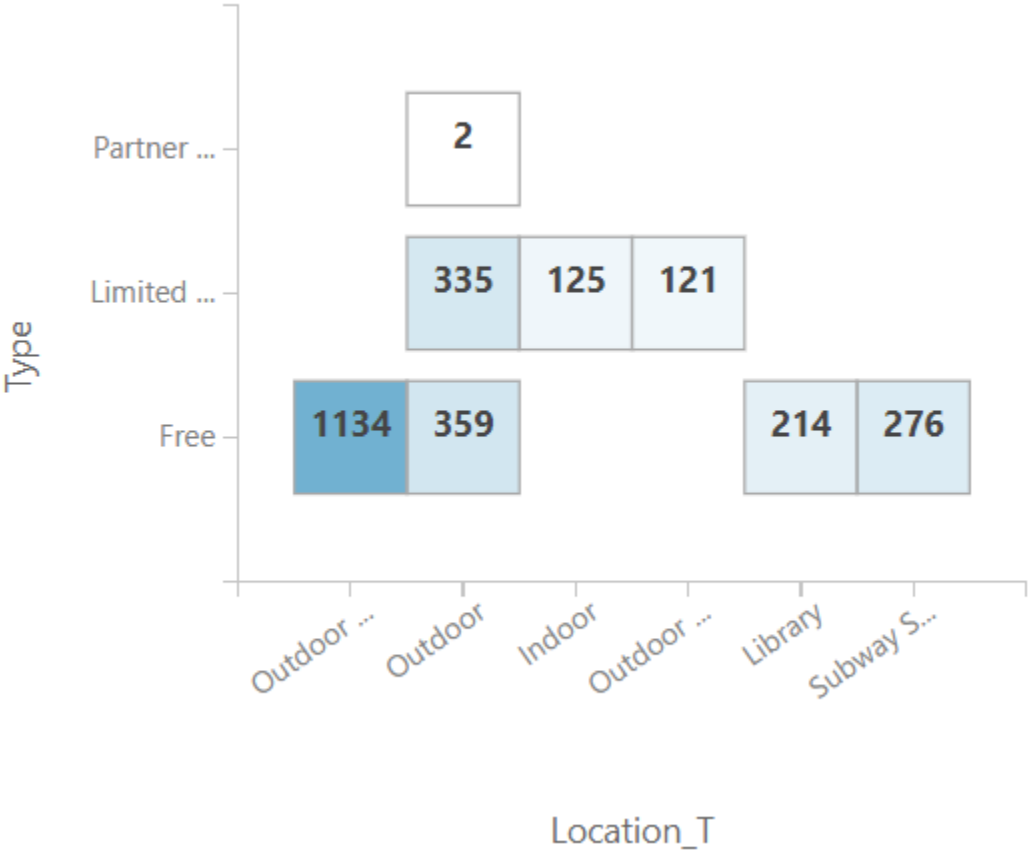 Partner ...
2
Limited ...
335 125 121
Type
Free
1134 359 214 276
Outdoor ... Outdoor Indoor Outdoor ... Library Subway S...
Location_T